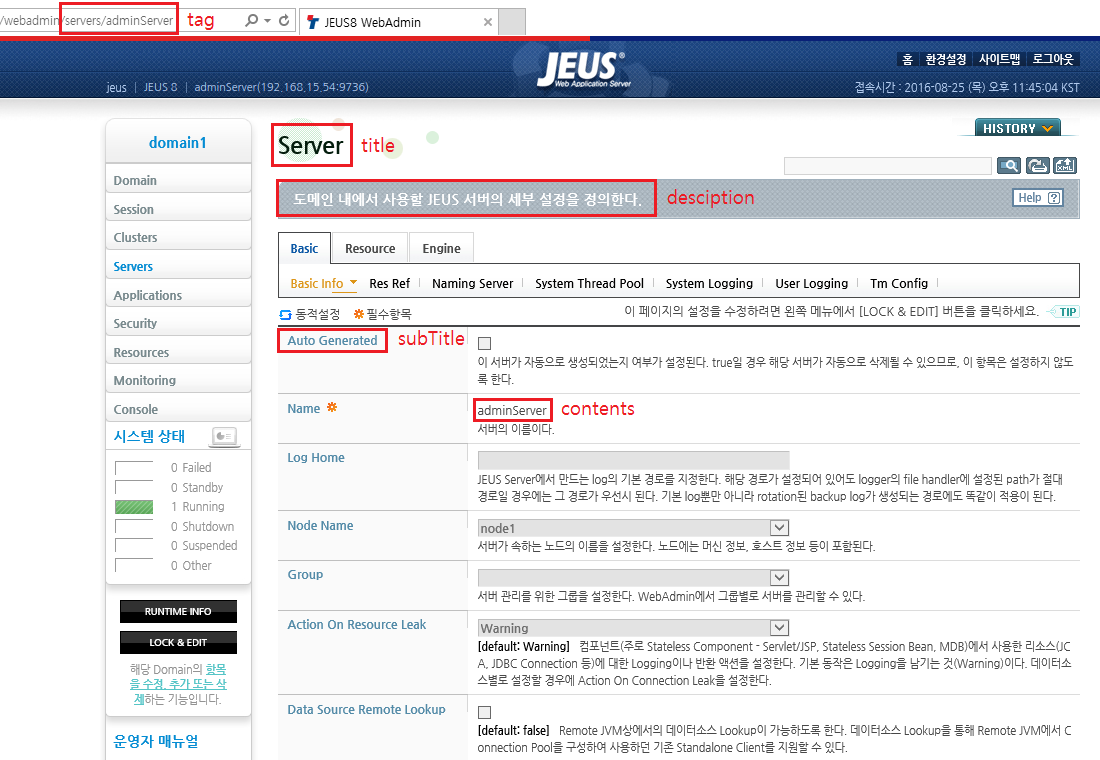 /webadmin/servers/adminServer
tag
JEUS8 WebAdmin
JEUS
Web Application Server
홈 환경설정 사이트맵 로그아웃
jeus JEUS 8 adminServer(192.168.15.54:9736)
접속시간 : 2016-08-25 (목) 오후 11:45:04 KST
domain1
Domain
Session
Clusters
Servers
Applications
Security
Resources
Monitoring
Console
시스템 상태
0 Failed
0 Standby
1 Running
0 Shutdown
0 Suspended
0 Other
RUNTIME INFO
LOCK & EDIT
해당 Domain의 항목
을 수정, 추가 또는 삭
제하는 기능입니다.
운영자 매뉴얼
Server
title
HISTORY
XML
도메인 내에서 사용할 JEUS 서버의 세부 설정을 정의한다.
desciption
Help ?
Basic Resource Engine
Basic Info Res Ref Naming Server System Thread Pool System Logging User Logging Tm Config
동적설정 필수항목
이 페이지의 설정을 수정하려면 왼쪽 메뉴에서 [LOCK & EDIT] 버튼을 클릭하세요.
TIP
Auto Generated
subTitle
이 서버가 자동으로 생성되었는지 여부가 설정된다. true일 경우 해당 서버가 자동으로 삭제될 수 있으므로, 이 항목은 설정하지 않도
록 한다.
Name
adminServer
contents
서버의 이름이다.
Log Home
JEUS Server에서 만드는 log의 기본 경로를 지정한다. 해당 경로가 설정되어 있어도 logger의 file handler에 설정된 path가 절대
경로일 경우에는 그 경로가 우선시 된다. 기본 log뿐만 아니라 rotation된 backup log가 생성되는 경로에도 똑같이 적용이 된다.
Node Name
node1
서버가 속하는 노드의 이름을 설정한다. 노드에는 머신 정보, 호스트 정보 등이 포함된다.
Group
서버 관리를 위한 그룹을 설정한다. WebAdmin에서 그룹별로 서버를 관리할 수 있다.
Action On Resource Leak
Warning
[default: Warning] 컴포넌트(주로 Stateless Component - Servlet/JSP, Stateless Session Bean, MDB)에서 사용한 리소스(JC
A, JDBC Connection 등)에 대한 Logging이나 반환 액션을 설정한다. 기본 동작은 Logging을 남기는 것(Warning)이다. 데이터소
스별로 설정할 경우에 Action On Connection Leak을 설정한다.
Data Source Remote Lookup
[default: false] Remote JVM상에서의 데이터소스 Lookup이 가능하도록 한다. 데이터소스 Lookup을 통해 Remote JVM에서 C
onnection Pool을 구성하여 사용하던 기존 Standalone Client를 지원할 수 있다.